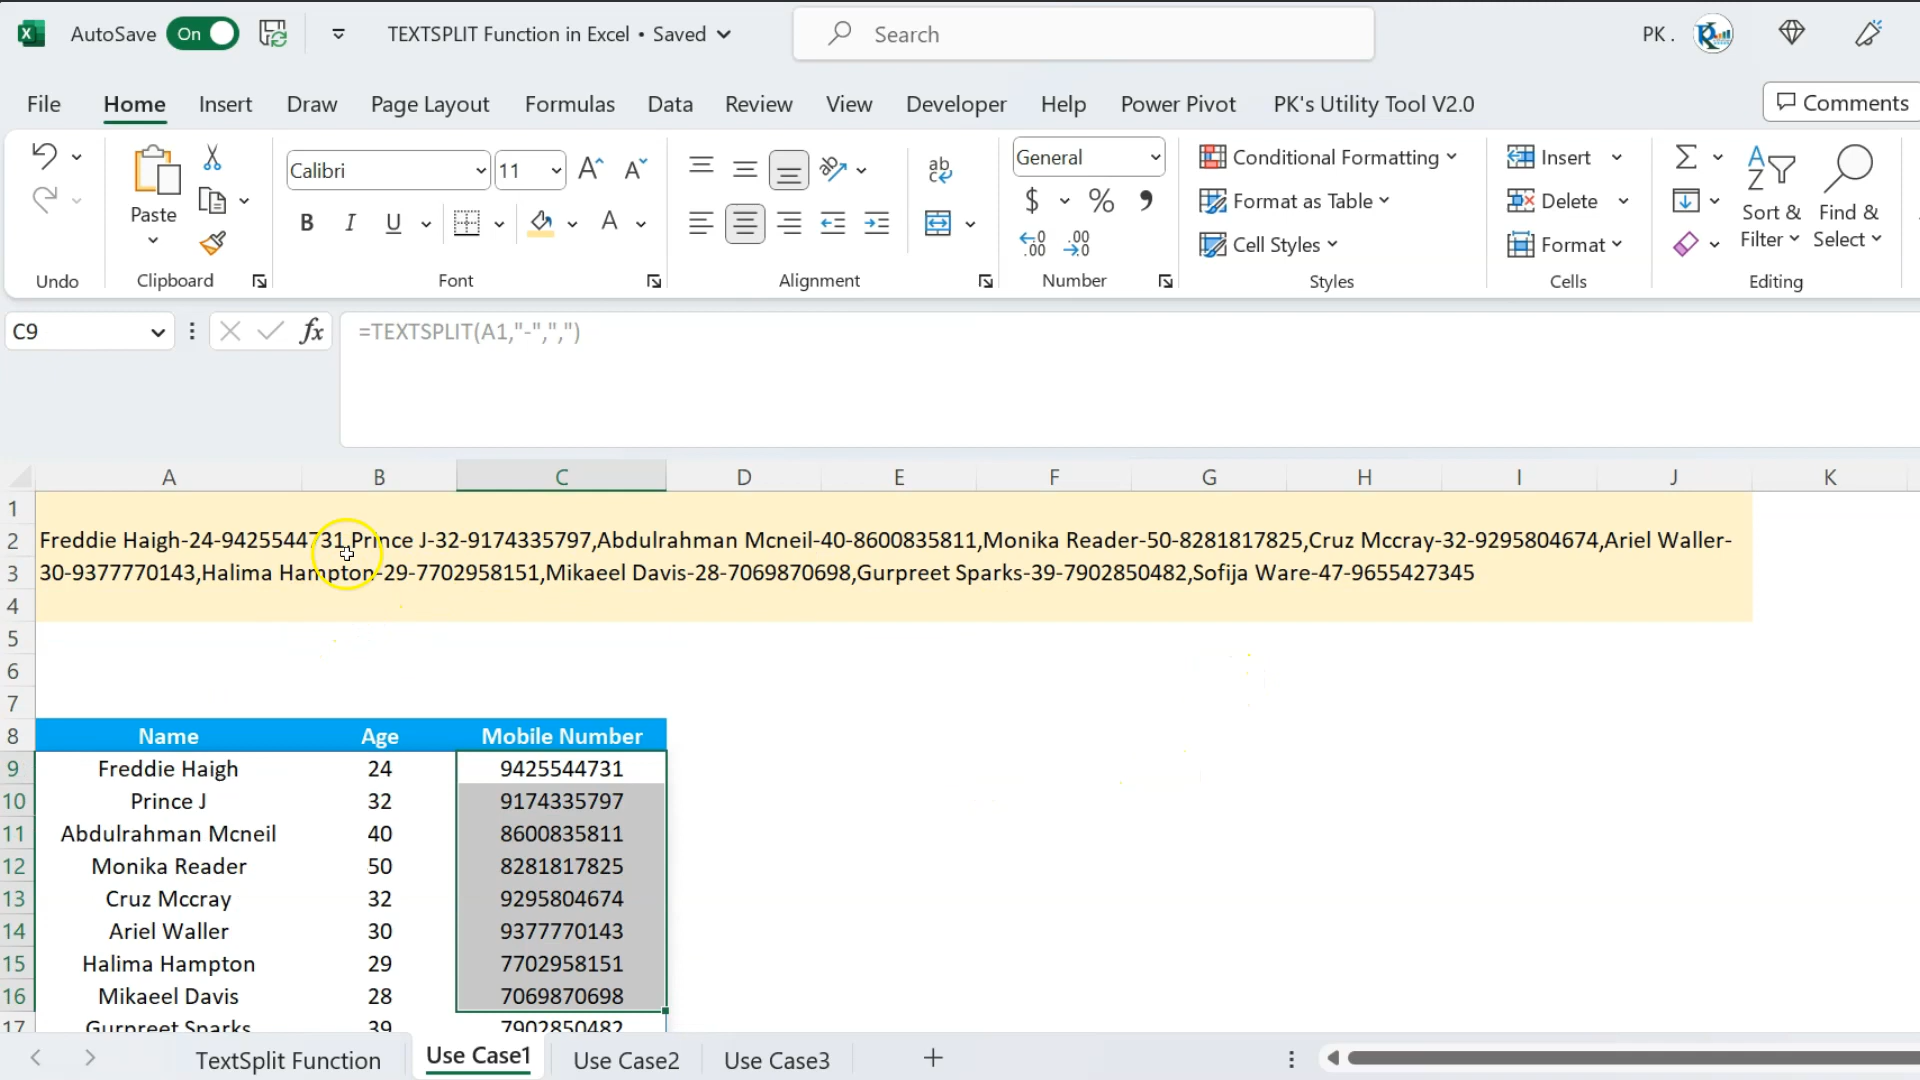 AutoSave On TEXTSPLIT Function in Excel • Saved Search PK .
File Home Insert Draw Page Layout Formulas Data Review View Developer Help Power Pivot PK's Utility Tool V2.0 Comments
Calibri 11 General Conditional Formatting Insert
Paste Format as Table Delete Sort & Filter Find & Select
Cell Styles Format
Undo Clipboard Font Alignment Number Styles Cells Editing
C9 fx =TEXTSPLIT(A1,"-",",")
A B C D E F G H I J K
1
2 Freddie Haigh-24-9425544731,Prince J-32-9174335797,Abdulrahman Mcneil-40-8600835811,Monika Reader-50-8281817825,Cruz Mccray-32-9295804674,Ariel Waller-
3 30-9377770143,Halima Hampton-29-7702958151,Mikaeel Davis-28-7069870698,Gurpreet Sparks-39-7902850482,Sofija Ware-47-9655427345
4
5
6
7
8 Name Age Mobile Number
9 Freddie Haigh 24 9425544731
10 Prince J 32 9174335797
11 Abdulrahman Mcneil 40 8600835811
12 Monika Reader 50 8281817825
13 Cruz Mccray 32 9295804674
14 Ariel Waller 30 9377770143
15 Halima Hampton 29 7702958151
16 Mikaeel Davis 28 7069870698
17 Gurpreet Sparks 39 7902850482
TextSplit Function Use Case1 Use Case2 Use Case3